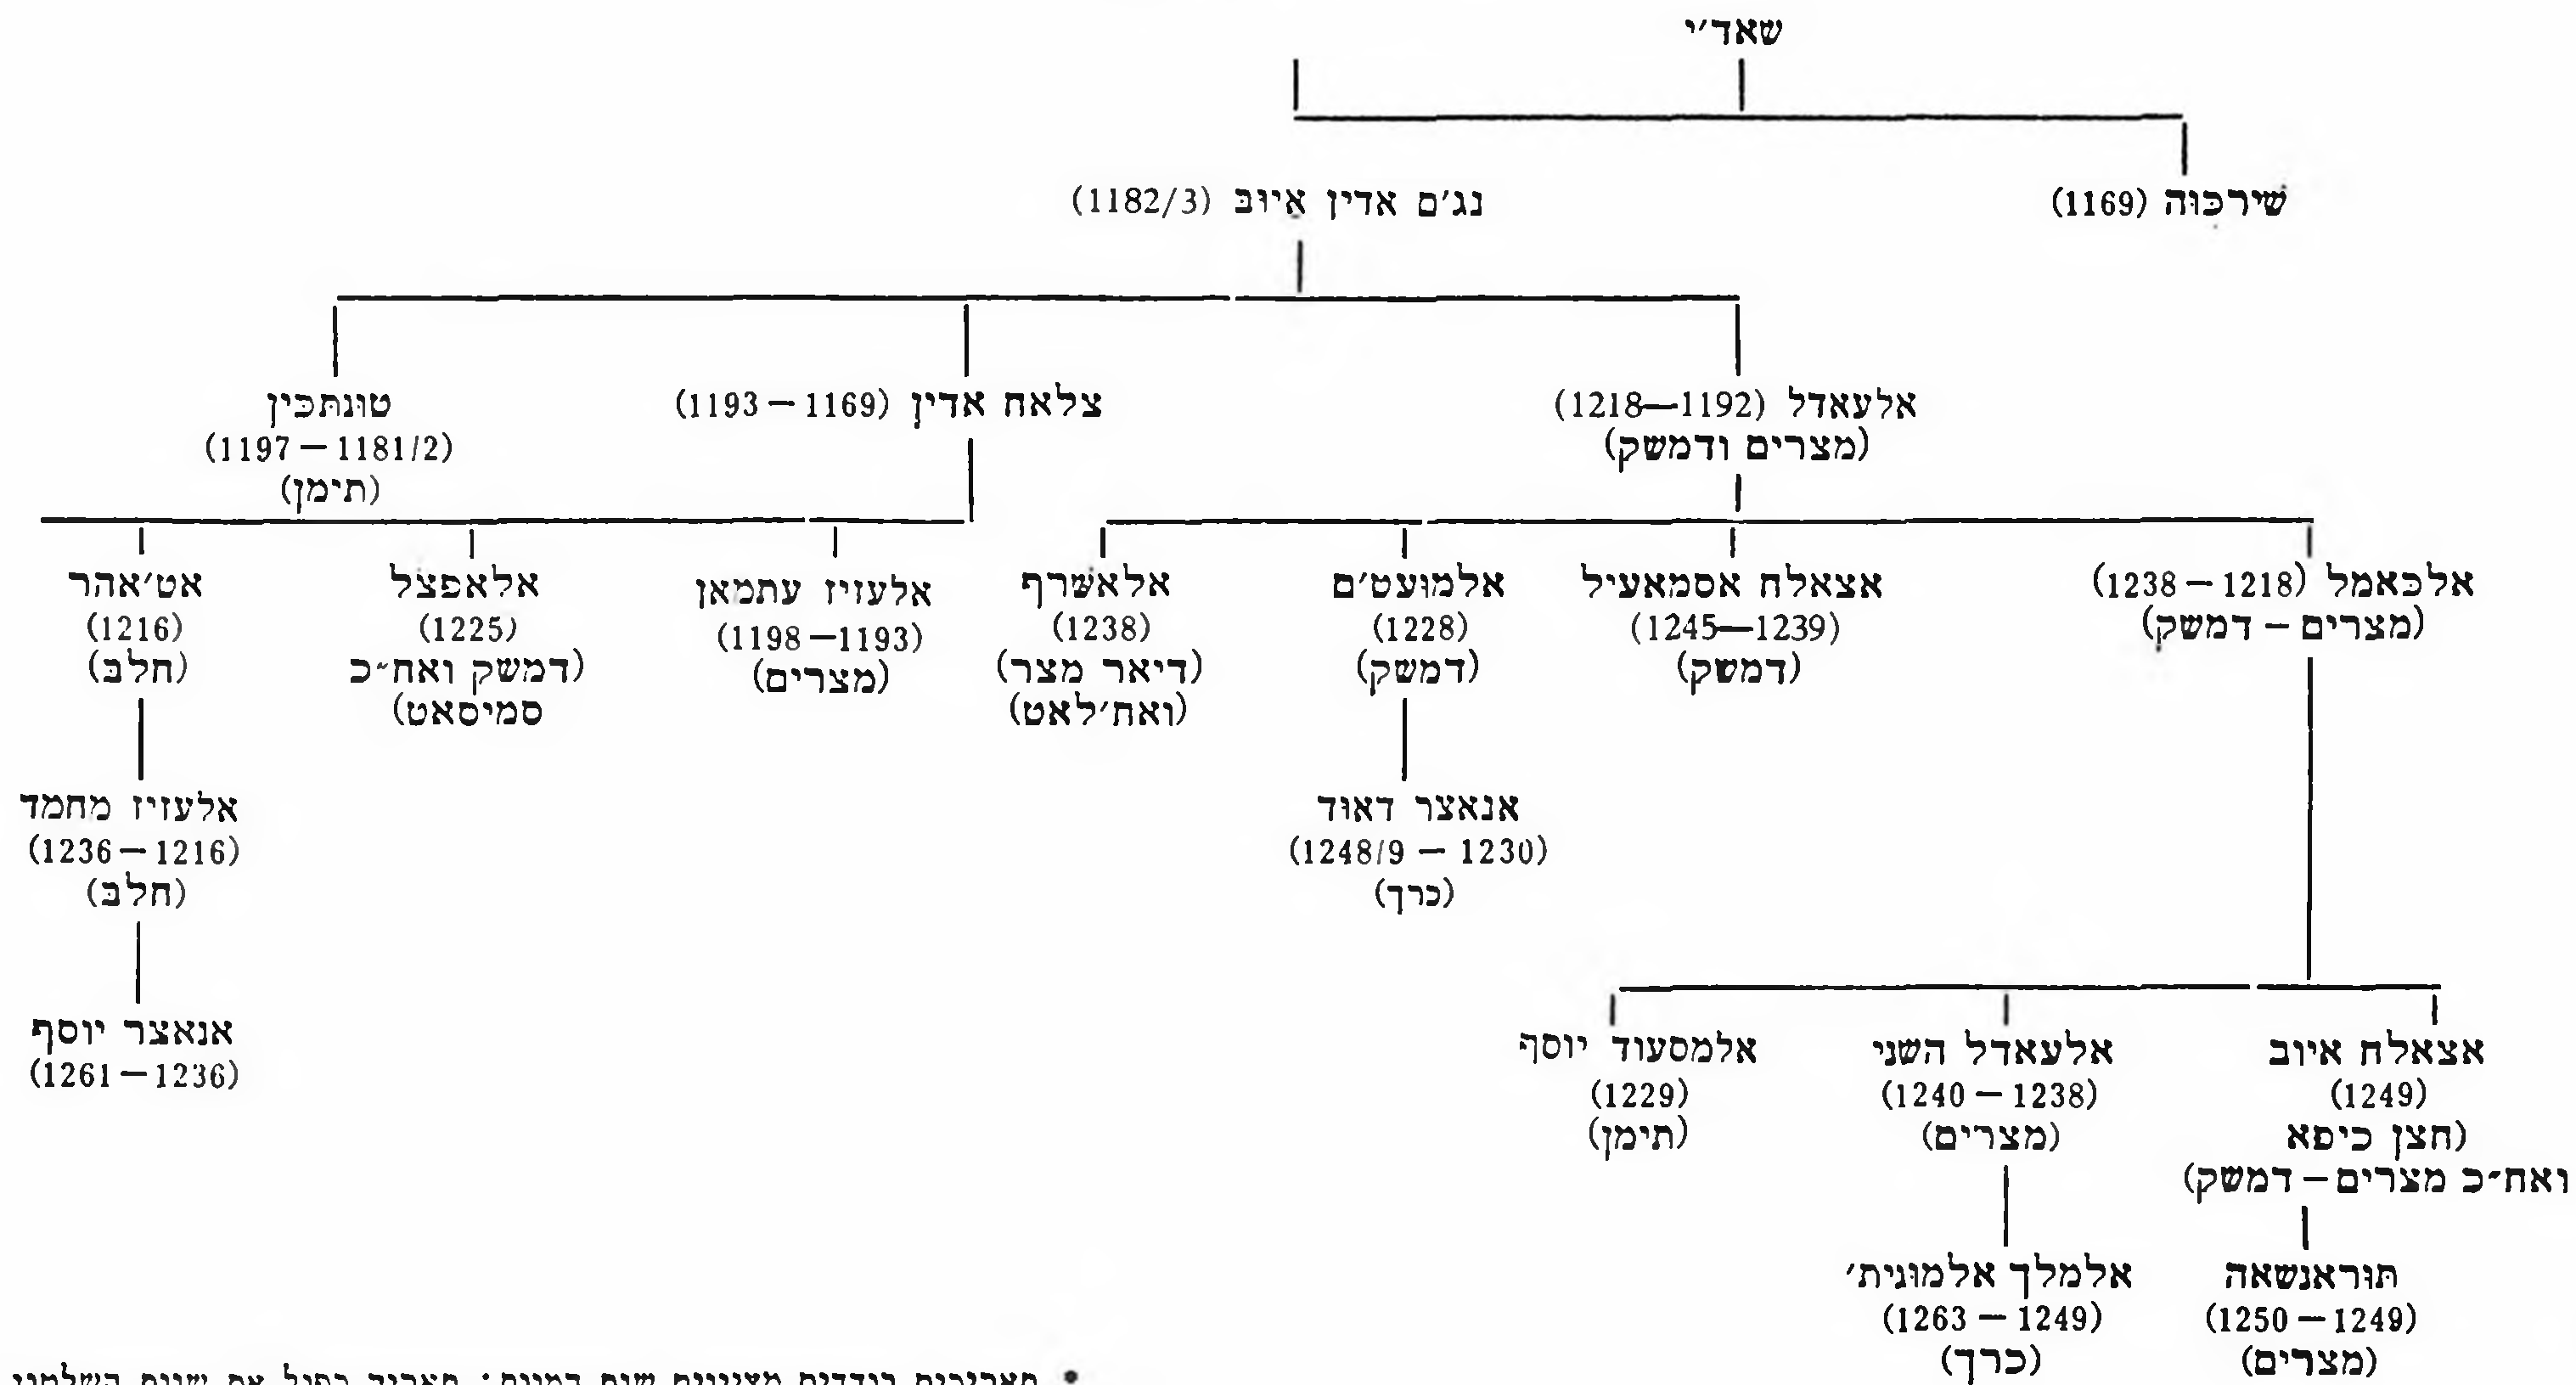 שאד׳י
שירכוה (1169)
נג׳ם אדין איוב (1182/3)
אלעאדל (1192—1218)
(מצרים ודמשק)
צלאח אדין (1169 – 1193)
טונתכין
(1181/2 – 1197)
(תימן)
אלכאמל (1218 – 1238)
(מצרים – דמשק)
אצאלח אסמאעיל
(1239—1245)
(דמשק)
אלמועט׳ם
(1228)
(דמשק)
אלאשרף
(1238)
(דיאר מצר)
(ואח׳לאט)
אלעזיז עתמאן
(1193– 1198)
(מצרים)
אלאפצל
(1225)
(דמשק ואח״כ
סמיסאט)
אט׳אהר
(1216)
(חלב)
אנאצר דאוד
(1230 – 1248/9)
(כרך)
אלעזיז מחמד
(1216 – 1236)
(חלב)
אנאצר יוסף
(1236 – 1261)
אצאלח איוב
(1249)
(חצן כיפא
ואח״כ מצרים – דמשק)
אלעאדל השני
(1238 – 1240)
(מצרים)
אלמסעוד יוסף
(1229)
(תימן)
תוראנשאה
(1249 – 1250)
(מצרים)
אלמלך אלמוגית׳
(1249 – 1263)
(כרך)